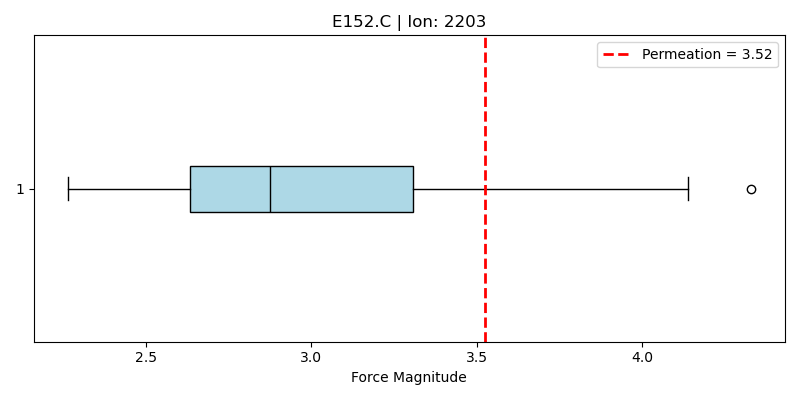 E152.C | Ion: 2203
Permeation = 3.52
1
2.5 3.0 3.5 4.0
Force Magnitude